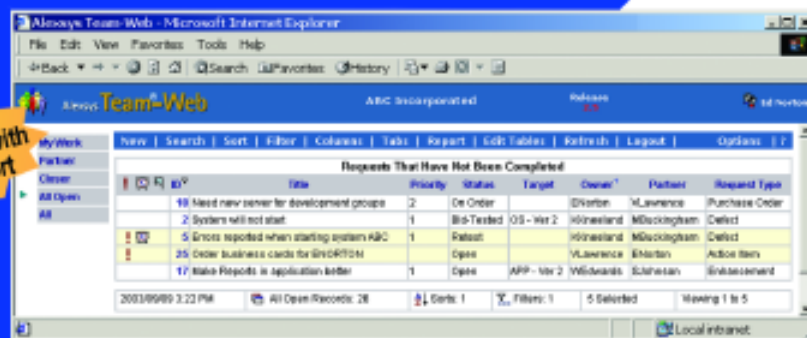 Alexsys Team-Web - Microsoft Internet Explorer
File Edit View Favorites Tools Help
Back Search Favorites History
Alexsys Team-Web ABC Incorporated Release Ed Norton
with
rt
My Work
Partner
Closer
All Open
All
New | Search | Sort | Filter | Columns | Tabs | Report | Edit Tables | Refresh | Logout | Options | ?
Requests That Have Not Been Completed
ID Title Priority Status Target Owner Partner Request Type
10 Need new server for development groups 2 On Order ENorton VLawrence Purchase Order
2 System will not start 1 Bld-Tested OS - Ver 2 KKneeland MBuckingham Defect
5 Errors reported when starting system ABC 1 Retest KKneeland MBuckingham Defect
25 Order business cards for ENORTON Open VLawrence ENorton Action Item
17 Make Reports in application better 1 Open APP - Ver 2 WEdwards Enhancement
2003/09/09 3:22 PM All Open Records: 28 Sorts: 1 Filters: 1 5 Selected Viewing 1 to 5
Local intranet